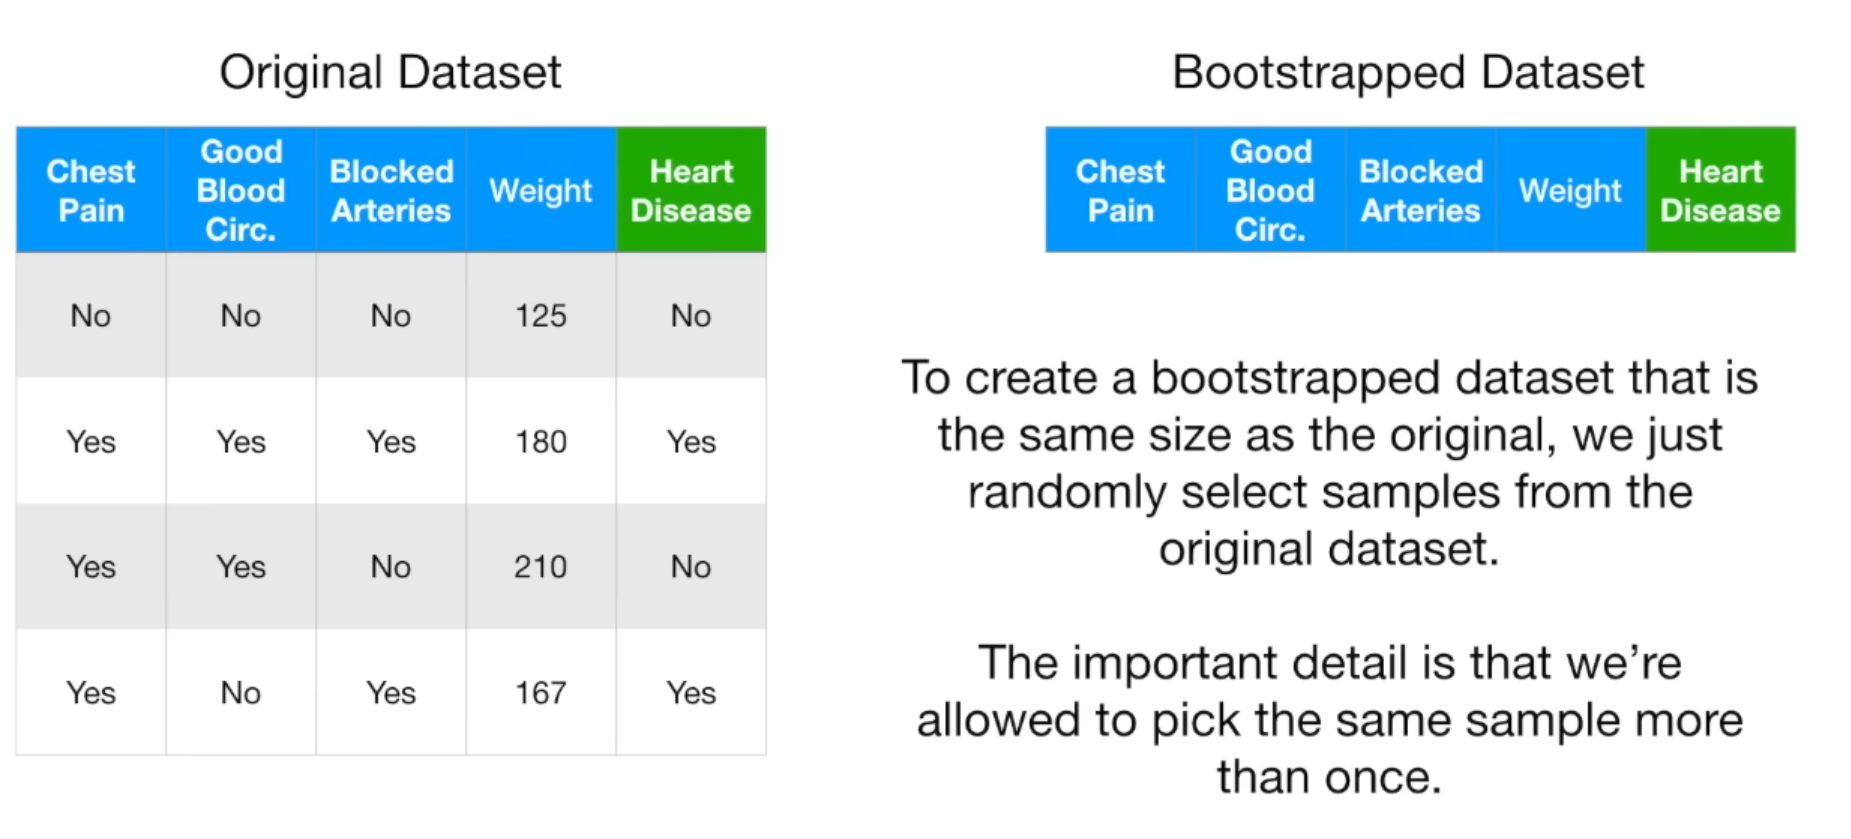 Original Dataset
Chest Pain Good Blood Circ. Blocked Arteries Weight Heart Disease
No No No 125 No
Yes Yes Yes 180 Yes
Yes Yes No 210 No
Yes No Yes 167 Yes
Bootstrapped Dataset
Chest Pain Good Blood Circ. Blocked Arteries Weight Heart Disease
To create a bootstrapped dataset that is
the same size as the original, we just
randomly select samples from the
original dataset.
The important detail is that we’re
allowed to pick the same sample more
than once.